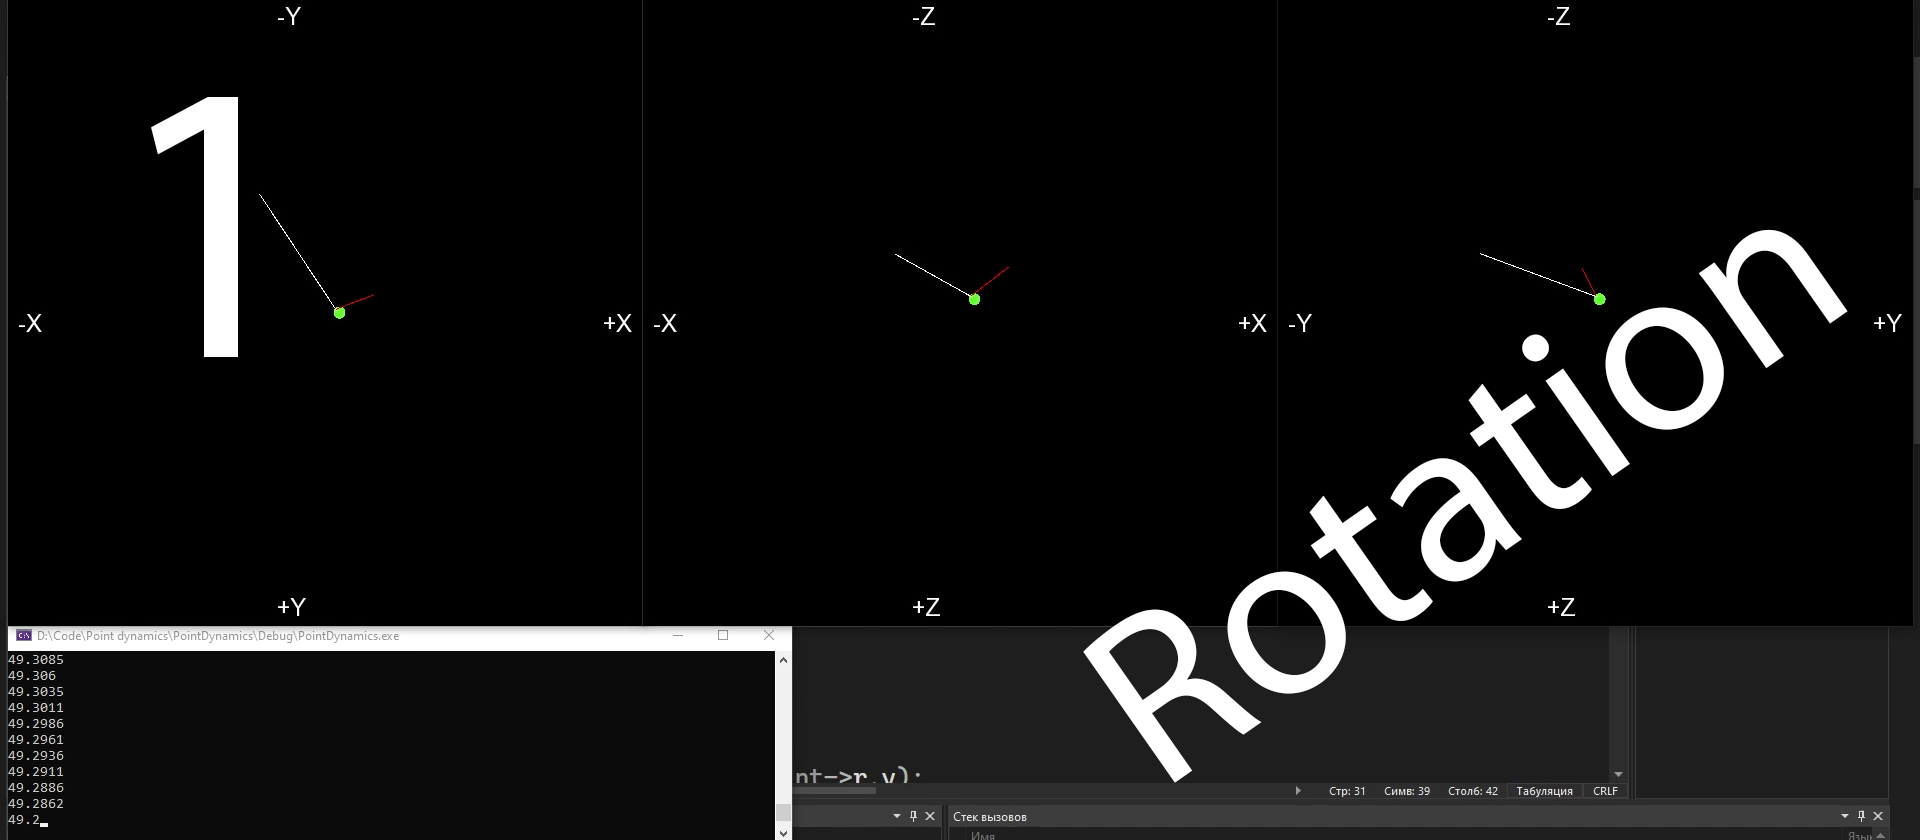 -Y
-Z
-Z
1
-X
+X
-X
+X
-Y
+Y
+Y
+Z
+Z
Rotation
D:\Code\Point dynamics\PointDynamics\Debug\PointDynamics.exe
49.3085
49.306
49.3035
49.3011
49.2986
49.2961
49.2936
49.2911
49.2886
49.2862
49.2
nt->r.y);
Стр: 31 Симв: 39 Столб: 42 Табуляция CRLF
Стек вызовов
Имя